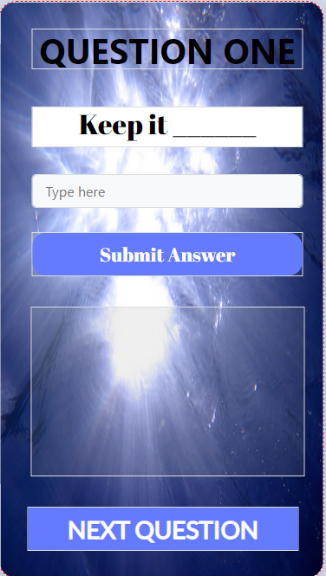 QUESTION ONE
Keep it ______
Type here
Submit Answer
NEXT QUESTION